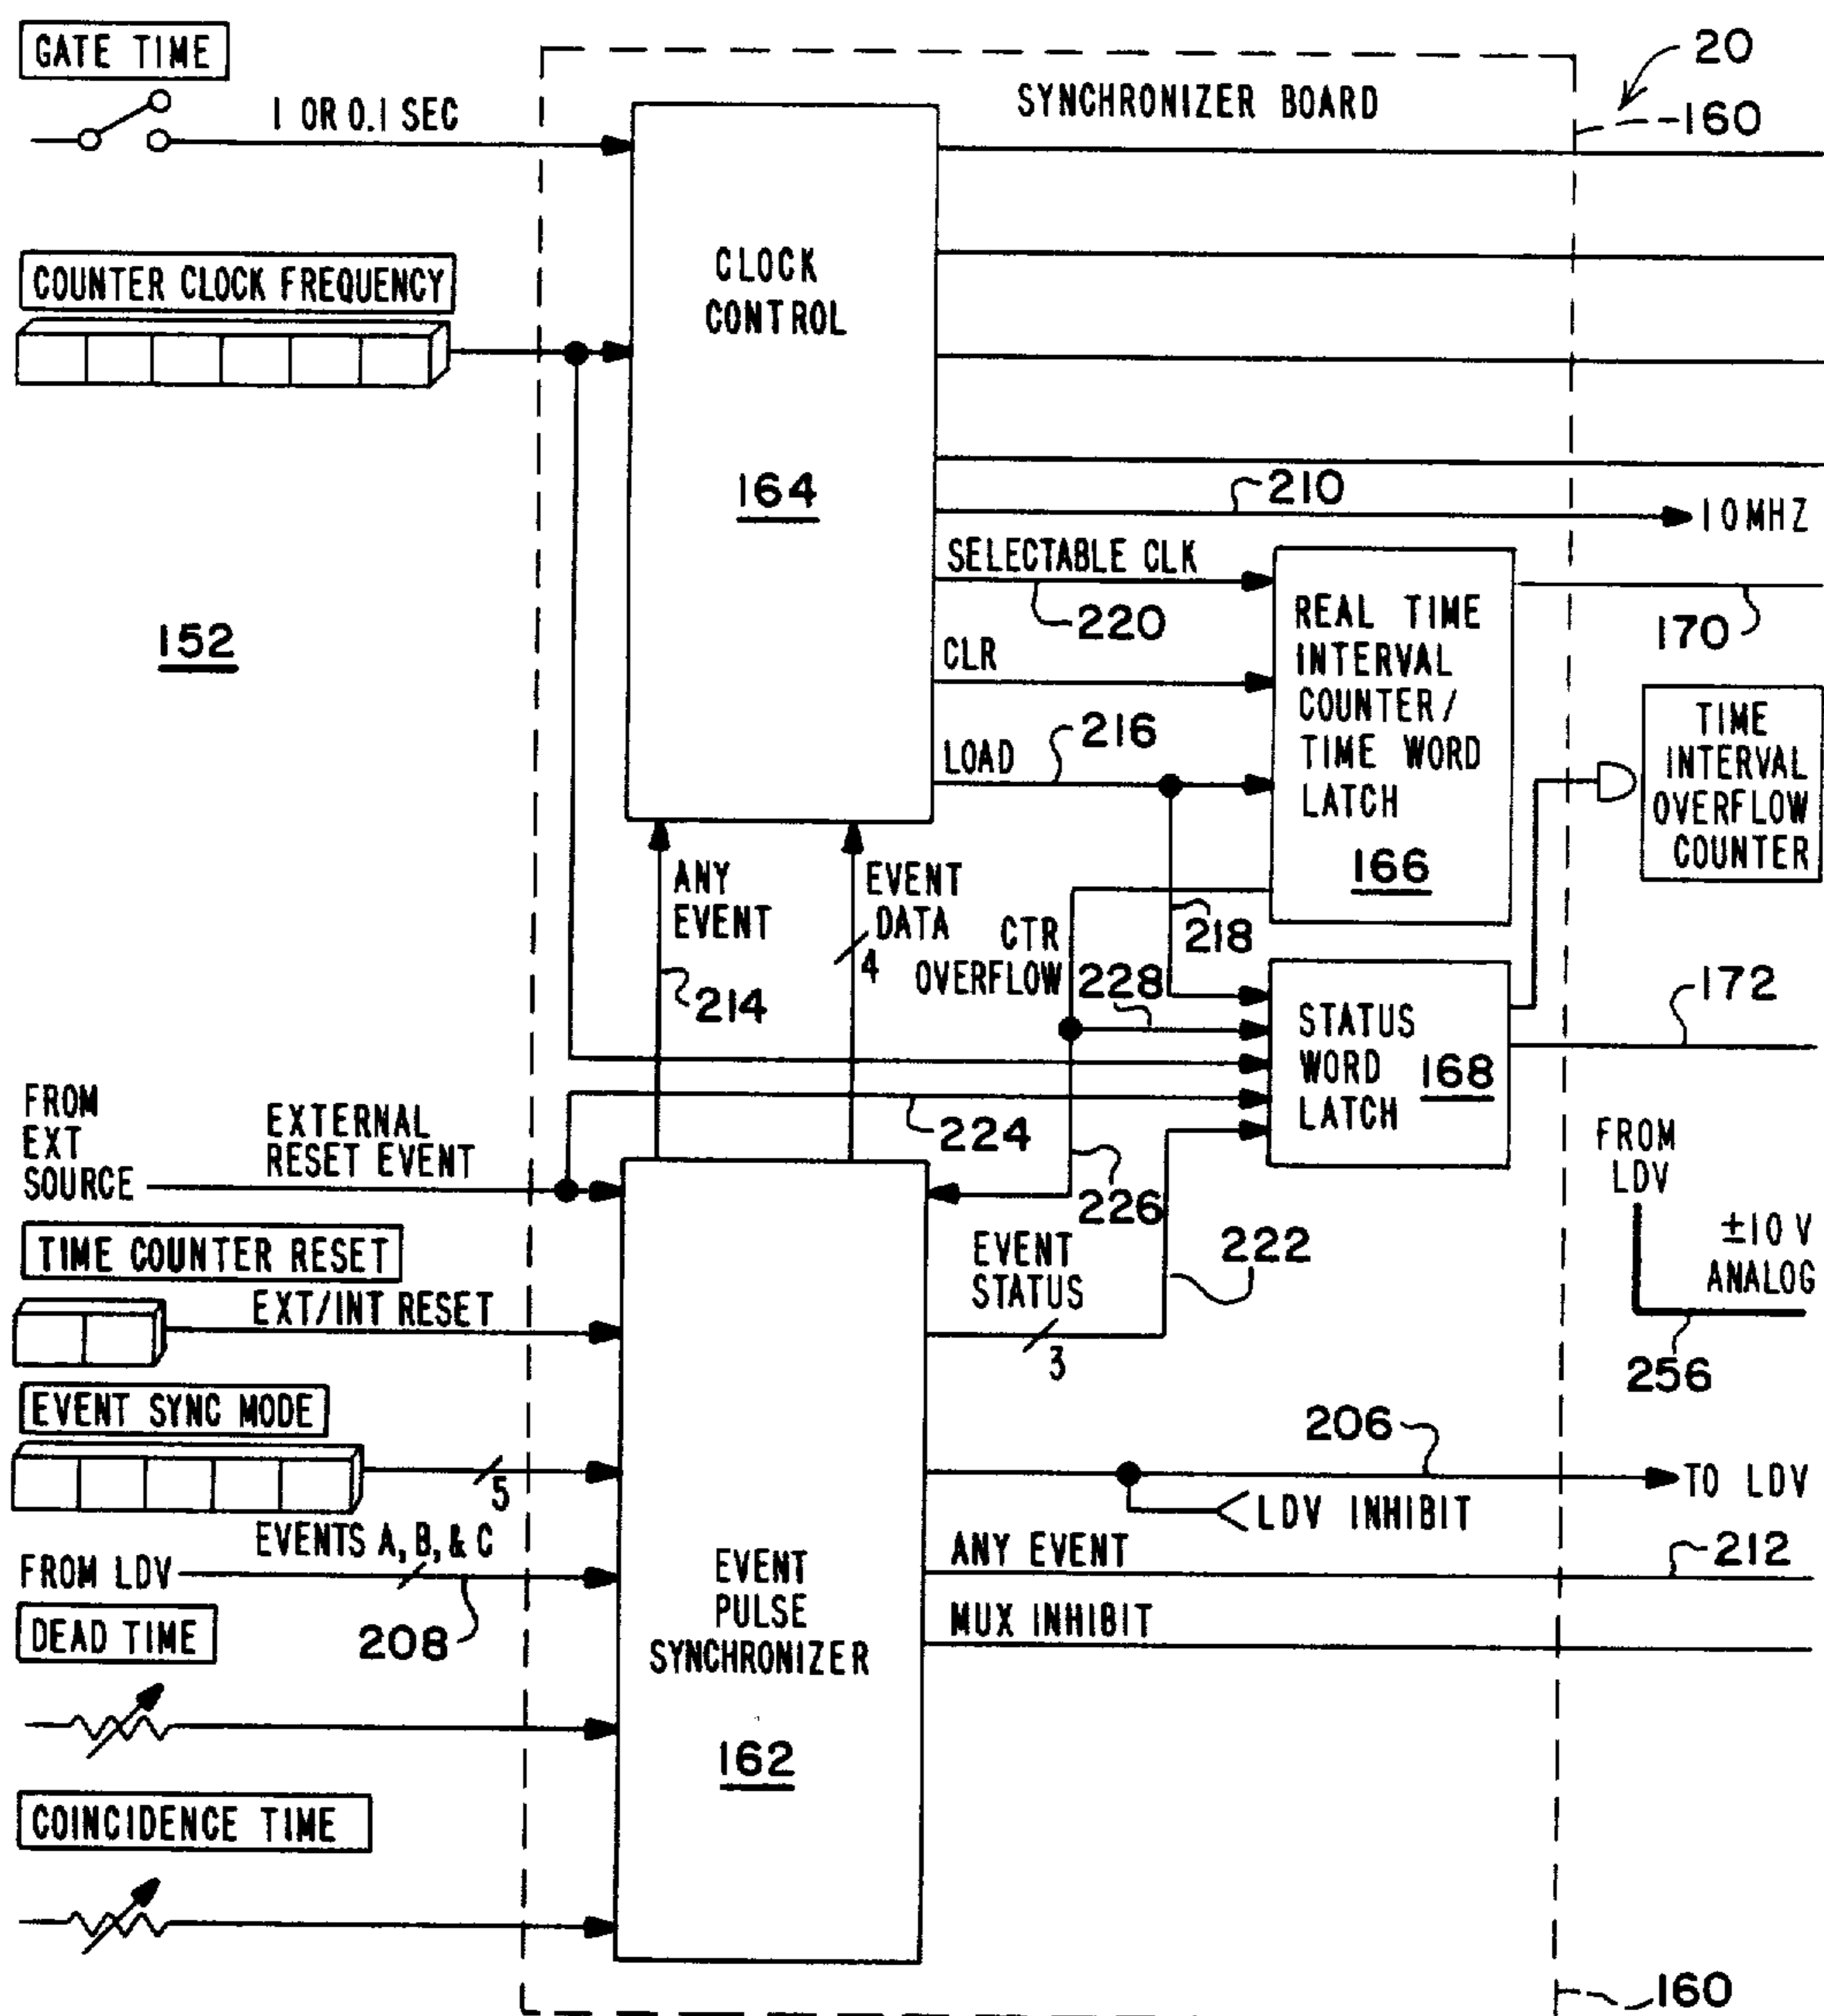 GATE TIME
1 OR 0.1 SEC
SYNCHRONIZER BOARD
20
160
COUNTER CLOCK FREQUENCY
CLOCK
CONTROL
164
210
10MHZ
SELECTABLE CLK
220
CLR
216
LOAD
REAL TIME
INTERVAL
COUNTER/
TIME WORD
LATCH
166
170
152
TIME
INTERVAL
OVERFLOW
COUNTER
ANY
EVENT
214
EVENT
DATA
4
CTR
OVERFLOW
218
228
STATUS
WORD
LATCH
168
172
FROM
EXT
SOURCE
EXTERNAL
RESET EVENT
224
226
FROM
LDV
±10 V
ANALOG
256
TIME COUNTER RESET
EXT/INT RESET
EVENT
STATUS
222
3
EVENT SYNC MODE
5
206
TO LDV
LDV INHIBIT
EVENTS A, B, & C
FROM LDV
208
ANY EVENT
212
MUX INHIBIT
DEAD TIME
EVENT
PULSE
SYNCHRONIZER
162
COINCIDENCE TIME
160